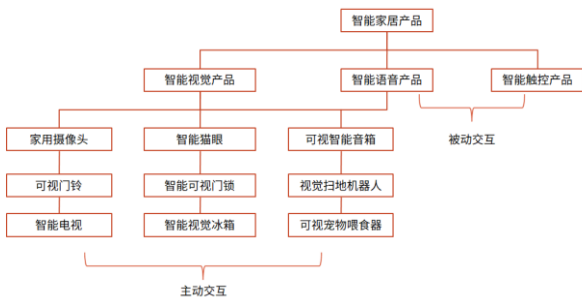 智能家居产品
智能视觉产品
智能语音产品
智能触控产品
家用摄像头
智能猫眼
可视智能音箱
被动交互
可视门铃
智能可视门锁
视觉扫地机器人
智能电视
智能视觉冰箱
可视宠物喂食器
主动交互